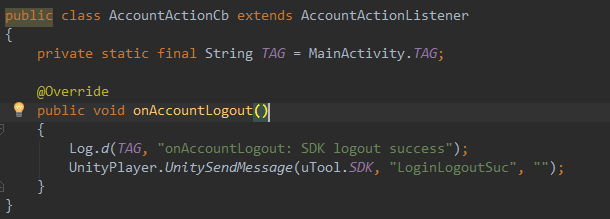 public class AccountActionCb extends AccountActionListener
{
    private static final String TAG = MainActivity.TAG;

    @Override
    public void onAccountLogout()
    {
        Log.d(TAG, "onAccountLogout: SDK logout success");
        UnityPlayer.UnitySendMessage(uTool.SDK, "LoginLogoutSuc", "");
    }
}